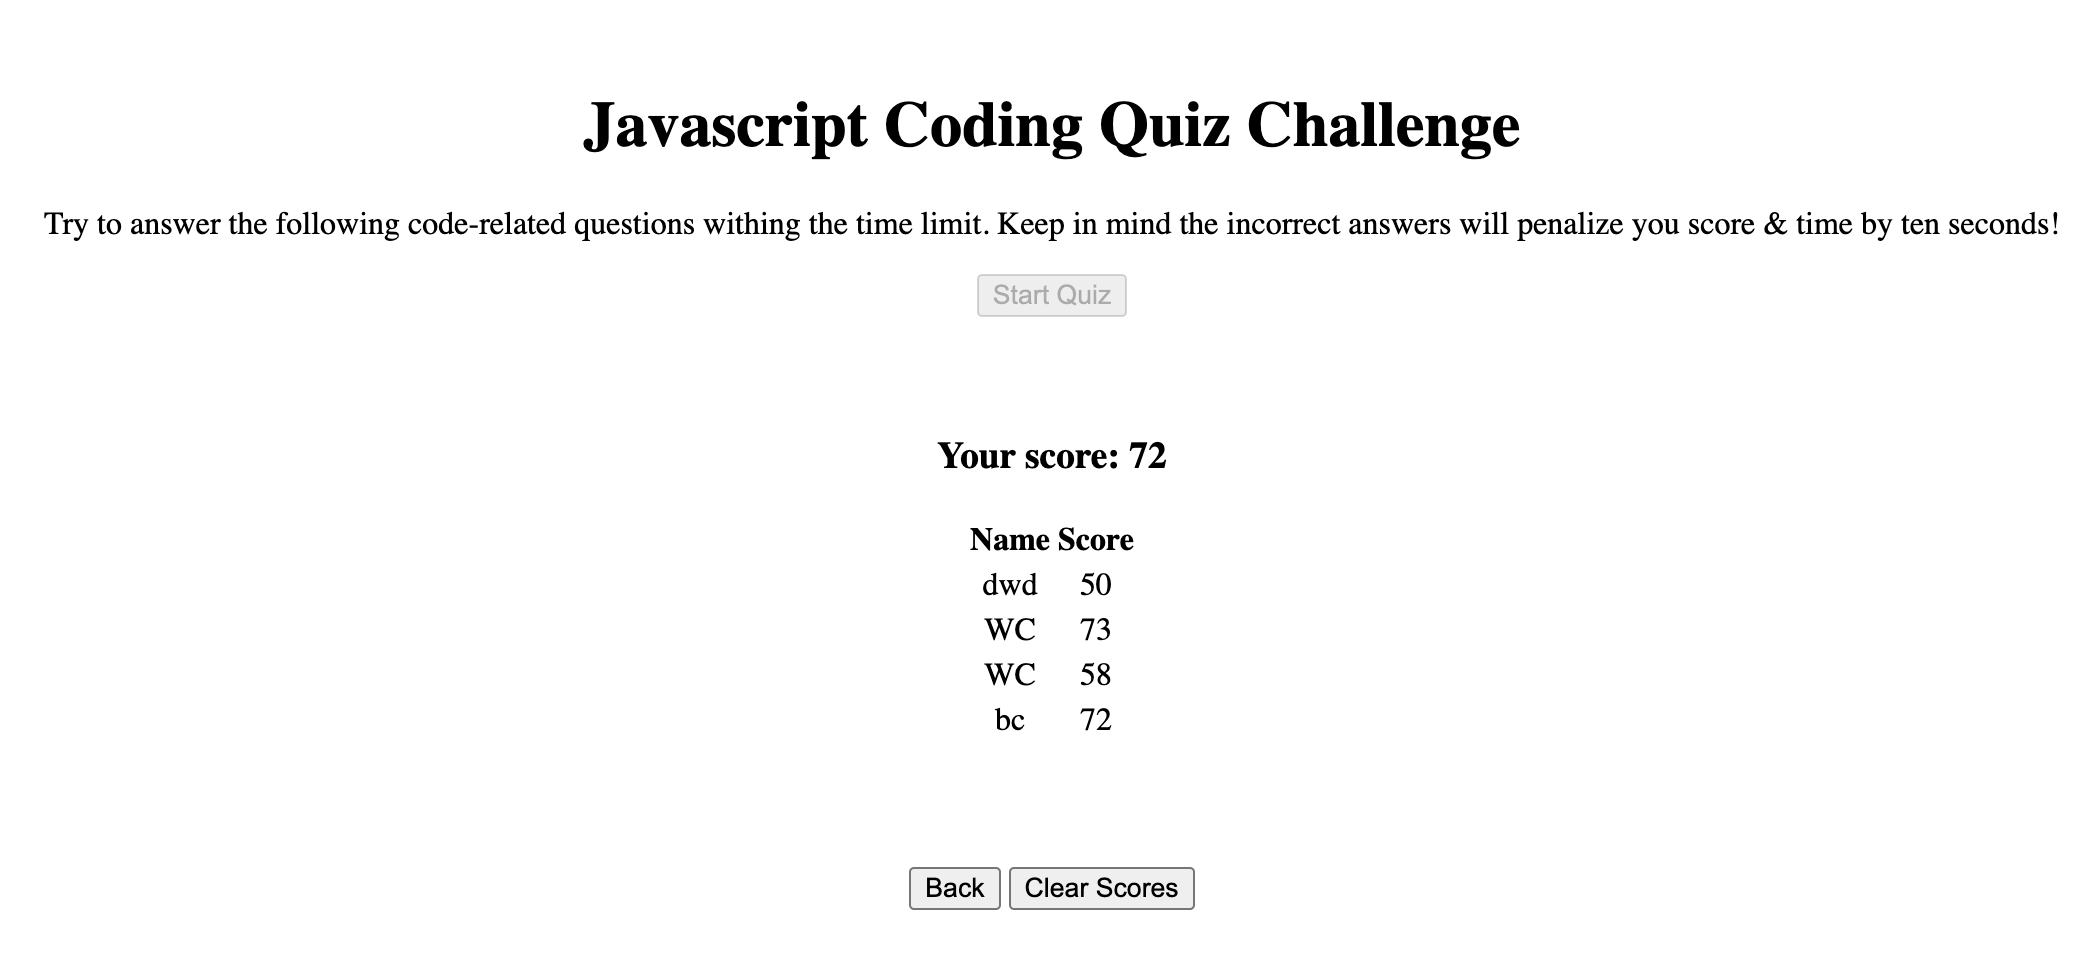 Javascript Coding Quiz Challenge
Try to answer the following code-related questions withing the time limit. Keep in mind the incorrect answers will penalize you score & time by ten seconds!
Start Quiz
Your score: 72
Name Score
dwd 50
WC 73
WC 58
bc 72
Back Clear Scores